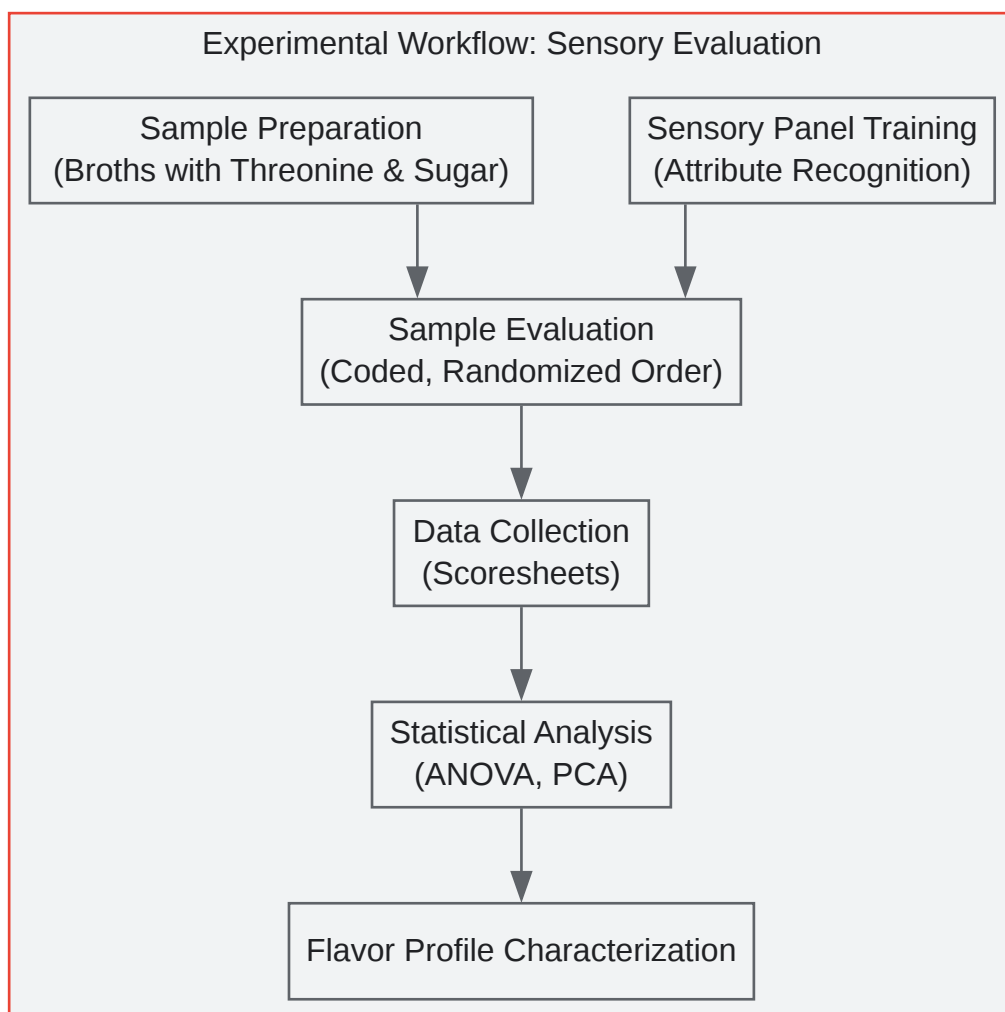 Experimental Workflow: Sensory Evaluation
Sample Preparation
(Broths with Threonine & Sugar)
Sensory Panel Training
(Attribute Recognition)
Sample Evaluation
(Coded, Randomized Order)
Data Collection
(Scoresheets)
Statistical Analysis
(ANOVA, PCA)
Flavor Profile Characterization